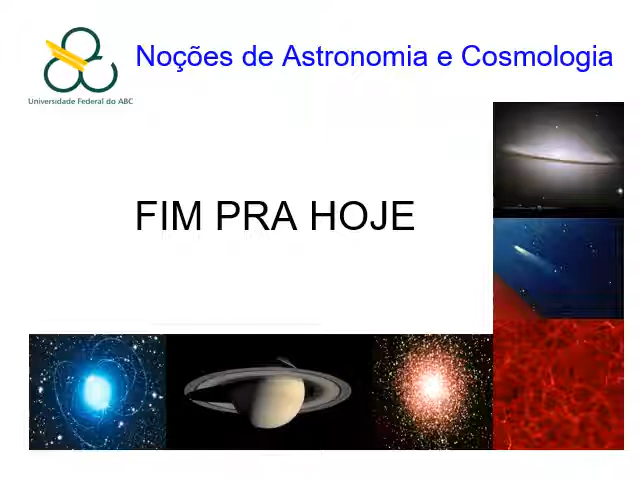 Noções de Astronomia e Cosmologia
Universidade Federal do ABC
FIM PRA HOJE